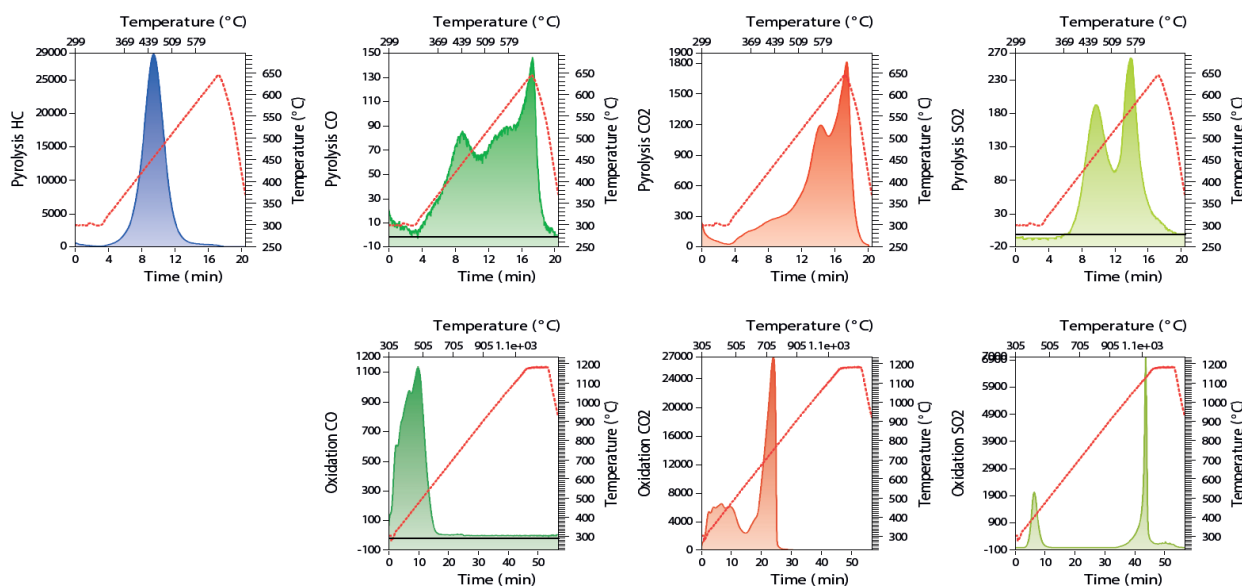 Temperature (°C)
299 369 439 509 579
Pyrolysis HC
29000
25000
20000
15000
10000
5000
0
650
600
550
500
450
400
350
300
250
Temperature (°C)
0 4 8 12 16 20
Time (min)
Temperature (°C)
299 369 439 509 579
Pyrolysis CO
150
130
110
90
70
50
30
10
-10
650
600
550
500
450
400
350
300
250
Temperature (°C)
0 4 8 12 16 20
Time (min)
Temperature (°C)
299 369 439 509 579
Pyrolysis CO2
1800
1500
1200
900
600
300
0
650
600
550
500
450
400
350
300
250
Temperature (°C)
0 4 8 12 16 20
Time (min)
Temperature (°C)
299 369 439 509 579
Pyrolysis SO2
270
230
180
130
80
30
-20
650
600
550
500
450
400
350
300
250
Temperature (°C)
0 4 8 12 16 20
Time (min)
Temperature (°C)
305 505 705 905 1.1e+03
Oxidation CO
1100
900
700
500
300
100
-100
1200
1100
1000
900
800
700
600
500
400
300
Temperature (°C)
0 10 20 30 40 50
Time (min)
Temperature (°C)
305 505 705 905 1.1e+03
Oxidation CO2
27000
24000
20000
16000
12000
8000
4000
0
1200
1100
1000
900
800
700
600
500
400
300
Temperature (°C)
0 10 20 30 40 50
Time (min)
Temperature (°C)
305 505 705 905 1.1e+03
Oxidation SO2
7000
6900
5900
4900
3900
2900
1900
900
-100
1200
1100
1000
900
800
700
600
500
400
300
Temperature (°C)
0 10 20 30 40 50
Time (min)